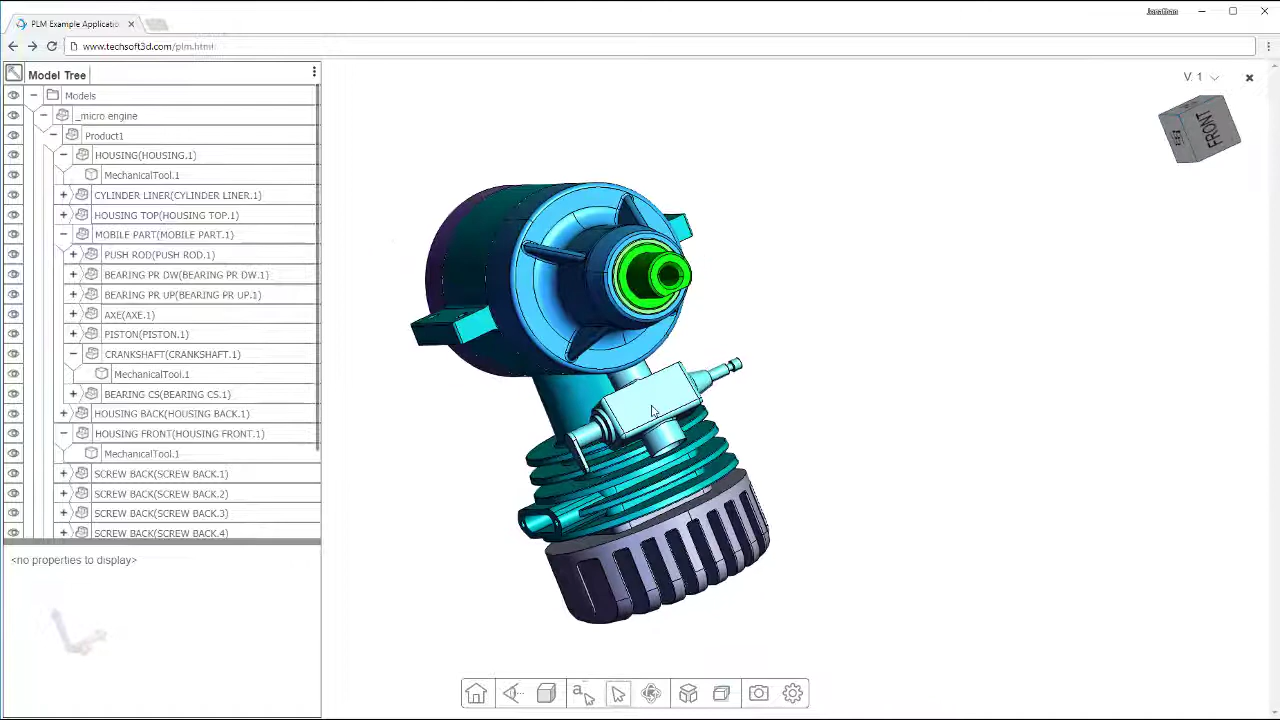 Jonathan
PLM Example Applicatio
www.techsoft3d.com/plm.html
Model Tree
V. 1
Models
_micro engine
Product1
HOUSING(HOUSING.1)
MechanicalTool.1
CYLINDER LINER(CYLINDER LINER.1)
HOUSING TOP(HOUSING TOP.1)
MOBILE PART(MOBILE PART.1)
PUSH ROD(PUSH ROD.1)
BEARING PR DW(BEARING PR DW.1)
BEARING PR UP(BEARING PR UP.1)
AXE(AXE.1)
PISTON(PISTON.1)
CRANKSHAFT(CRANKSHAFT.1)
MechanicalTool.1
BEARING CS(BEARING CS.1)
HOUSING BACK(HOUSING BACK.1)
HOUSING FRONT(HOUSING FRONT.1)
MechanicalTool.1
SCREW BACK(SCREW BACK.1)
SCREW BACK(SCREW BACK.2)
SCREW BACK(SCREW BACK.3)
SCREW BACK(SCREW BACK.4)
<no properties to display>
FRONT
a